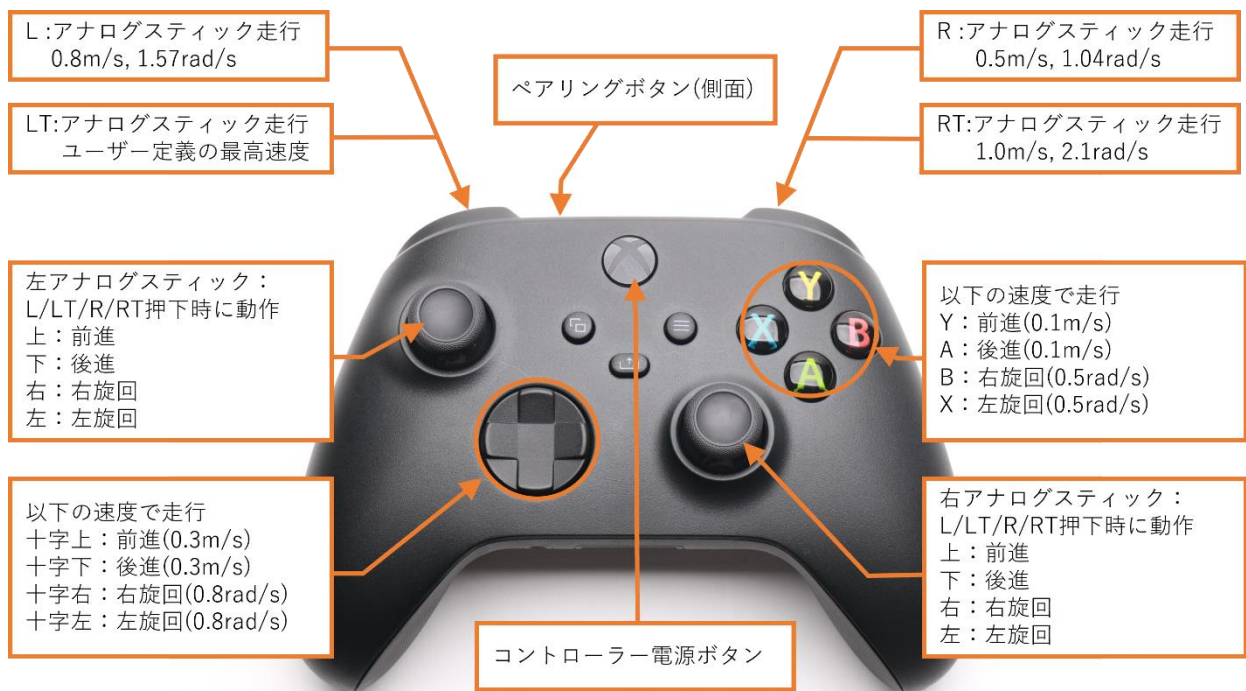 L:アナログスティック走行
0.8m/s, 1.57rad/s
LT:アナログスティック走行
ユーザー定義の最高速度
ペアリングボタン(側面)
R:アナログスティック走行
0.5m/s, 1.04rad/s
RT:アナログスティック走行
1.0m/s, 2.1rad/s
左アナログスティック：
L/LT/R/RT押下時に動作
上：前進
下：後進
右：右旋回
左：左旋回
Y
X
B
A
以下の速度で走行
Y：前進(0.1m/s)
A：後進(0.1m/s)
B：右旋回(0.5rad/s)
X：左旋回(0.5rad/s)
以下の速度で走行
十字上：前進(0.3m/s)
十字下：後進(0.3m/s)
十字右：右旋回(0.8rad/s)
十字左：左旋回(0.8rad/s)
コントローラー電源ボタン
右アナログスティック：
L/LT/R/RT押下時に動作
上：前進
下：後進
右：右旋回
左：左旋回